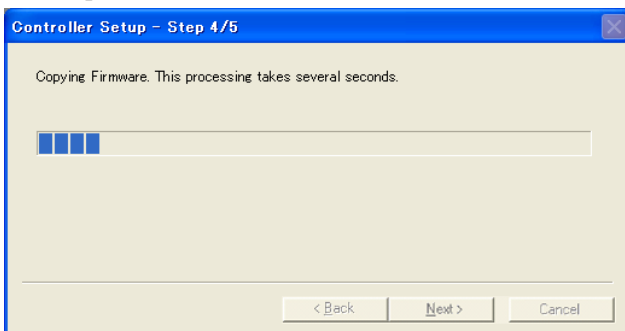 Controller Setup - Step 4/5
Copying Firmware. This processing takes several seconds.
< Back
Next >
Cancel